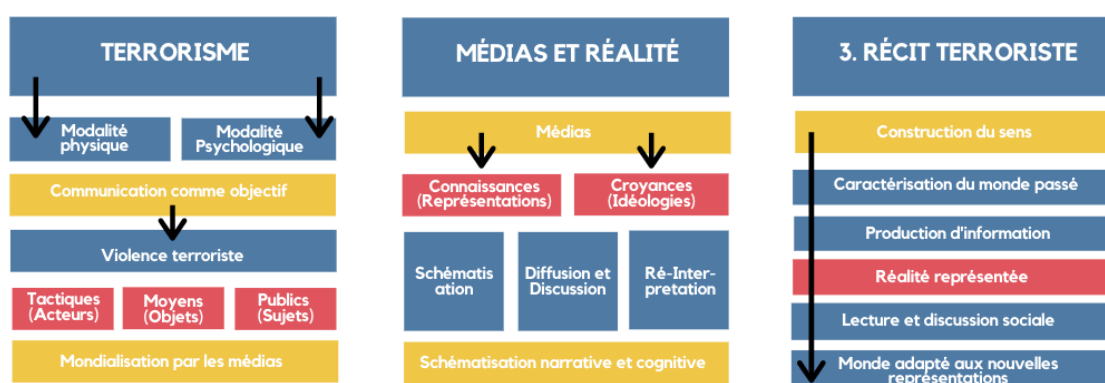 TERRORISME
Modalité
physique
Modalité
Psychologique
Communication comme objectif
Violence terroriste
Tactiques
(Acteurs)
Moyens
(Objets)
Publics
(Sujets)
Mondialisation par les médias
MÉDIAS ET RÉALITÉ
Médias
Connaissances
(Représentations)
Croyances
(Idéologies)
Schématis
ation
Diffusion et
Discussion
Ré-Inter-
pretation
Schématisation narrative et cognitive
3. RÉCIT TERRORISTE
Construction du sens
Caractérisation du monde passé
Production d'information
Réalité représentée
Lecture et discussion sociale
Monde adapté aux nouvelles
représentations